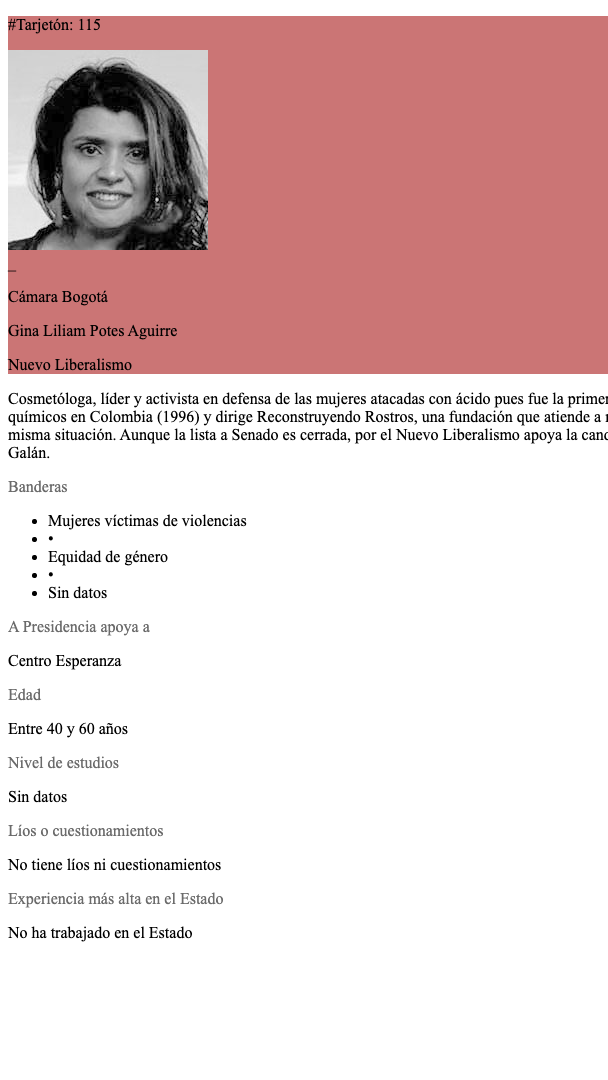 #Tarjetón: 115
_
Cámara Bogotá
Gina Liliam Potes Aguirre
Nuevo Liberalismo
Cosmetóloga, líder y activista en defensa de las mujeres atacadas con ácido pues fue la
químicos en Colombia (1996) y dirige Reconstruyendo Rostros, una fundación que atiende a
misma situación. Aunque la lista a Senado es cerrada, por el Nuevo Liberalismo apoya la
Galán.
Banderas
• Mujeres víctimas de violencias
• •
• Equidad de género
• •
• Sin datos
A Presidencia apoya a
Centro Esperanza
Edad
Entre 40 y 60 años
Nivel de estudios
Sin datos
Líos o cuestionamientos
No tiene líos ni cuestionamientos
Experiencia más alta en el Estado
No ha trabajado en el Estado